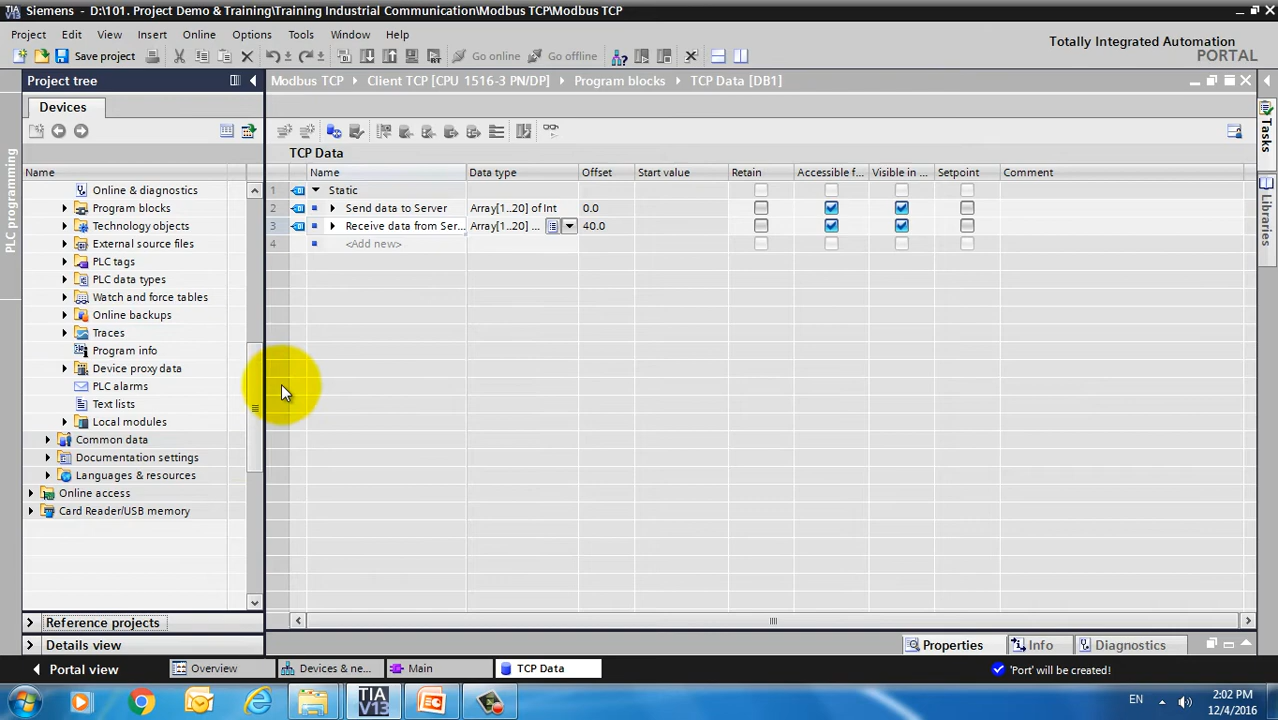 TIA V13 Siemens - D:\101. Project Demo & Training\Training Industrial Communication\Modbus TCP\Modbus TCP
Project Edit View Insert Online Options Tools Window Help
Save project Go online Go offline
Totally Integrated Automation
PORTAL
Project tree
Modbus TCP Client TCP [CPU 1516-3 PN/DP] Program blocks TCP Data [DB1]
Devices
PLC programming
Tasks
Libraries
TCP Data
Name
Name Data type Offset Start value Retain Accessible f... Visible in ... Setpoint Comment
Online & diagnostics
Program blocks
Technology objects
External source files
PLC tags
PLC data types
Watch and force tables
Online backups
Traces
Program info
Device proxy data
PLC alarms
Text lists
Local modules
Common data
Documentation settings
Languages & resources
Online access
Card Reader/USB memory
1 Static
2 Send data to Server Array[1..20] of Int 0.0
3 Receive data from Ser... Array[1..20] ... 40.0
4 <Add new>
Reference projects
Details view
Properties Info Diagnostics
Portal view Overview Devices & ne... Main TCP Data 'Port' will be created!
TIA V13
EN
2:02 PM
12/4/2016